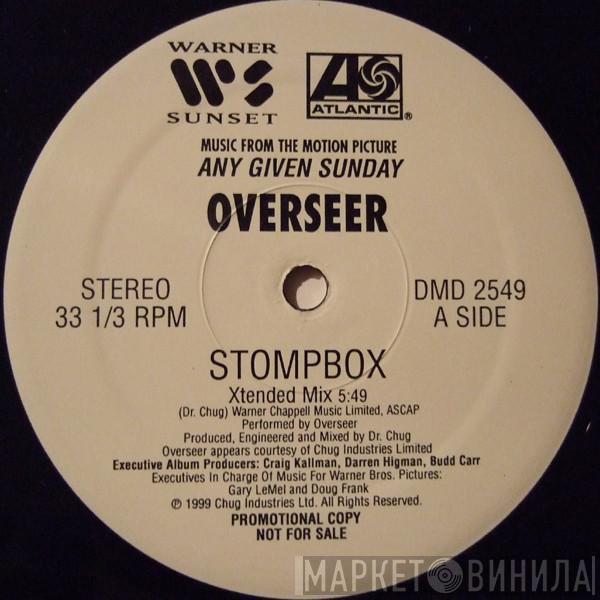 WARNER
SUNSET
ATLANTIC®
MUSIC FROM THE MOTION PICTURE
ANY GIVEN SUNDAY
OVERSEER
STEREO
33 1/3 RPM
DMD 2549
A SIDE
STOMPBOX
Xtended Mix 5:49
(Dr. Chug) Warner Chappell Music Limited, ASCAP
Performed by Overseer
Produced, Engineered and Mixed by Dr. Chug
Overseer appears courtesy of Chug Industries Limited
Executive Album Producers: Craig Kallman, Darren Higman, Budd Carr
Executives In Charge Of Music For Warner Bros. Pictures:
Gary LeMel and Doug Frank
℗ 1999 Chug Industries Ltd. All Rights Reserved.
PROMOTIONAL COPY
NOT FOR SALE
МАРКЕТ ВИНИЛА